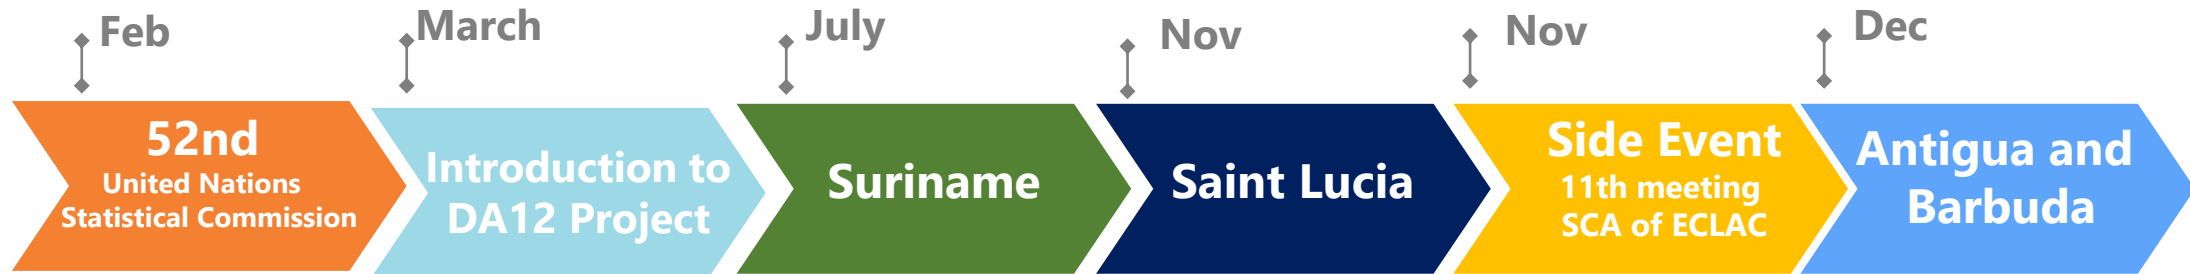 Feb
March
July
Nov
Nov
Dec
52nd
United Nations
Statistical Commission
Introduction to
DA12 Project
Suriname
Saint Lucia
Side Event
11th meeting
SCA of ECLAC
Antigua and
Barbuda